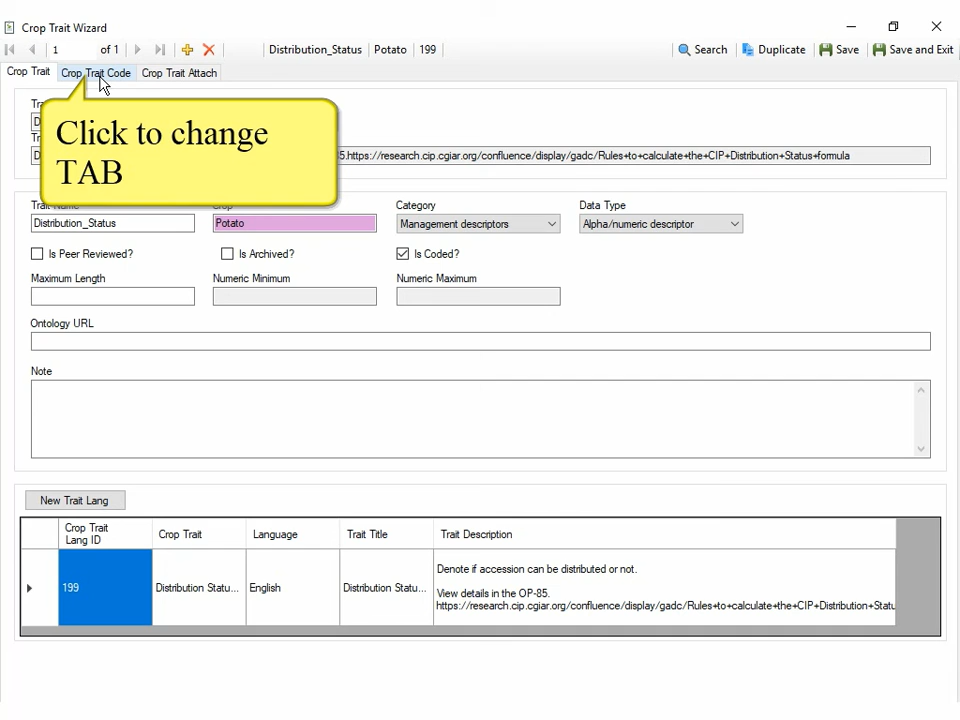 Crop Trait Wizard
1 of 1 Distribution_Status Potato 199 Search Duplicate Save Save and Exit
Crop Trait Crop Trait Code Crop Trait Attach
Click to change
TAB
85.https://research.cip.cgiar.org/confluence/display/gadc/Rules+to+calculate+the+CIP+Distribution+Status+formula
Category Data Type
Distribution_Status Potato Management descriptors Alpha/numeric descriptor
Is Peer Reviewed? Is Archived? Is Coded?
Maximum Length Numeric Minimum Numeric Maximum
Ontology URL
Note
New Trait Lang
Crop Trait
Lang ID Crop Trait Language Trait Title Trait Description
Denote if accession can be distributed or not.
199 Distribution Statu... English Distribution Statu...
View details in the OP-85.
https://research.cip.cgiar.org/confluence/display/gadc/Rules+to+calculate+the+CIP+Distribution+Statu